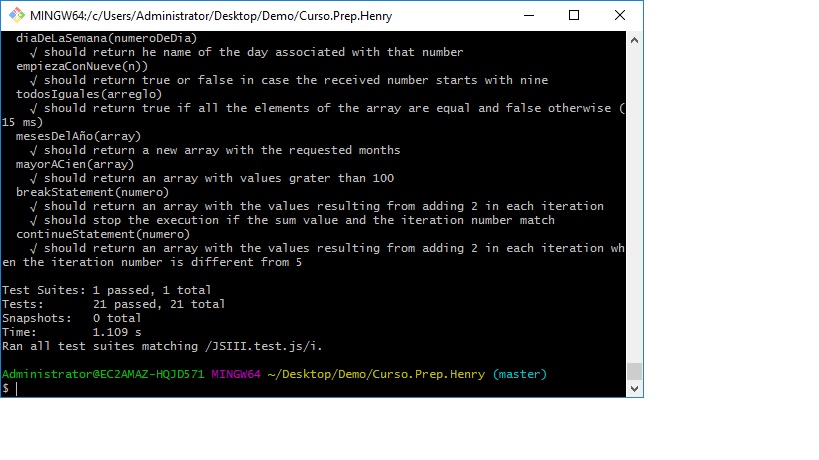 MINGW64:/c/Users/Administrator/Desktop/Demo/Curso.Prep.Henry
diaDeLaSemana(numeroDeDia)
√ should return he name of the day associated with that number
empiezaConNueve(n))
√ should return true or false in case the received number starts with nine
todosIguales(arreglo)
√ should return true if all the elements of the array are equal and false otherwise (
15 ms)
mesesDelAño(array)
√ should return a new array with the requested months
mayorACien(array)
√ should return an array with values grater than 100
breakStatement(numero)
√ should return an array with the values resulting from adding 2 in each iteration
√ should stop the execution if the sum value and the iteration number match
continueStatement(numero)
√ should return an array with the values resulting from adding 2 in each iteration wh
en the iteration number is different from 5
Test Suites: 1 passed, 1 total
Tests:       21 passed, 21 total
Snapshots:   0 total
Time:        1.109 s
Ran all test suites matching /JSIII.test.js/i.
Administrator@EC2AMAZ-HQJD571 MINGW64 ~/Desktop/Demo/Curso.Prep.Henry (master)
$